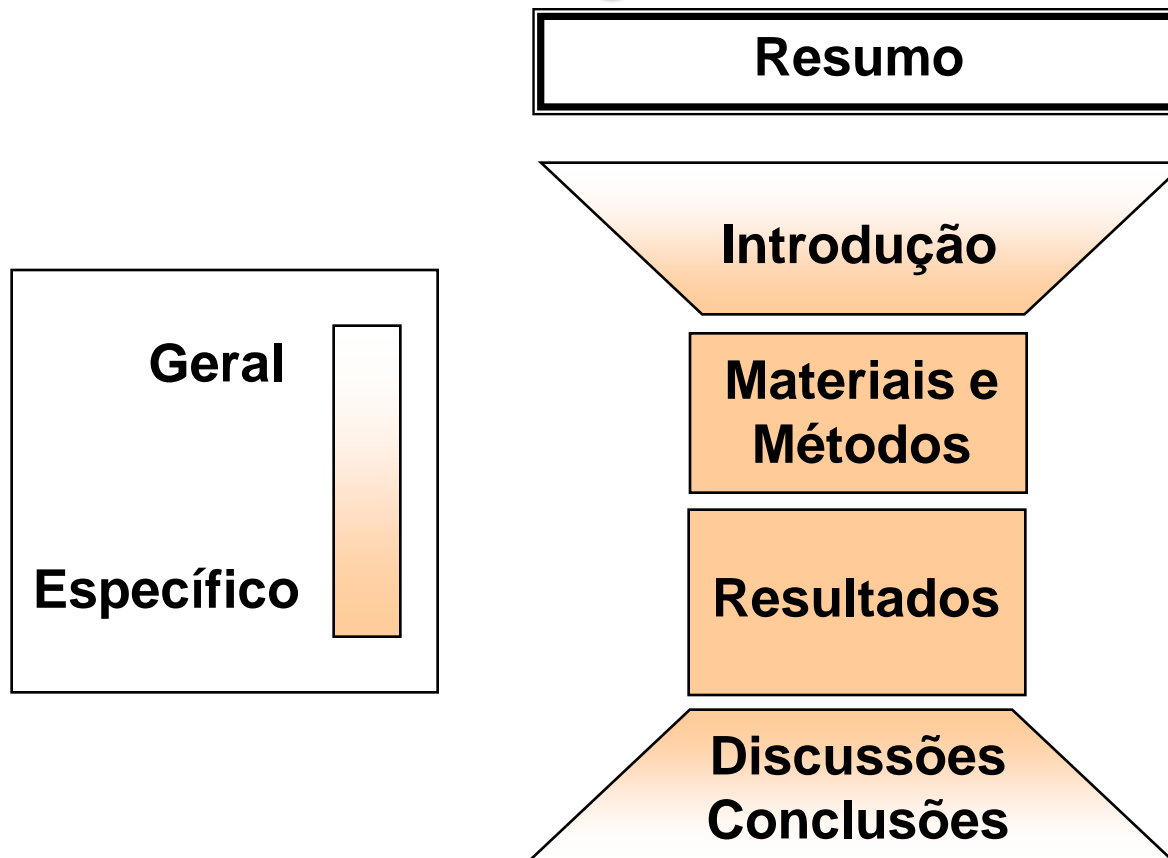 Resumo
Introdução
Geral
Específico
Materiais e
Métodos
Resultados
Discussões
Conclusões